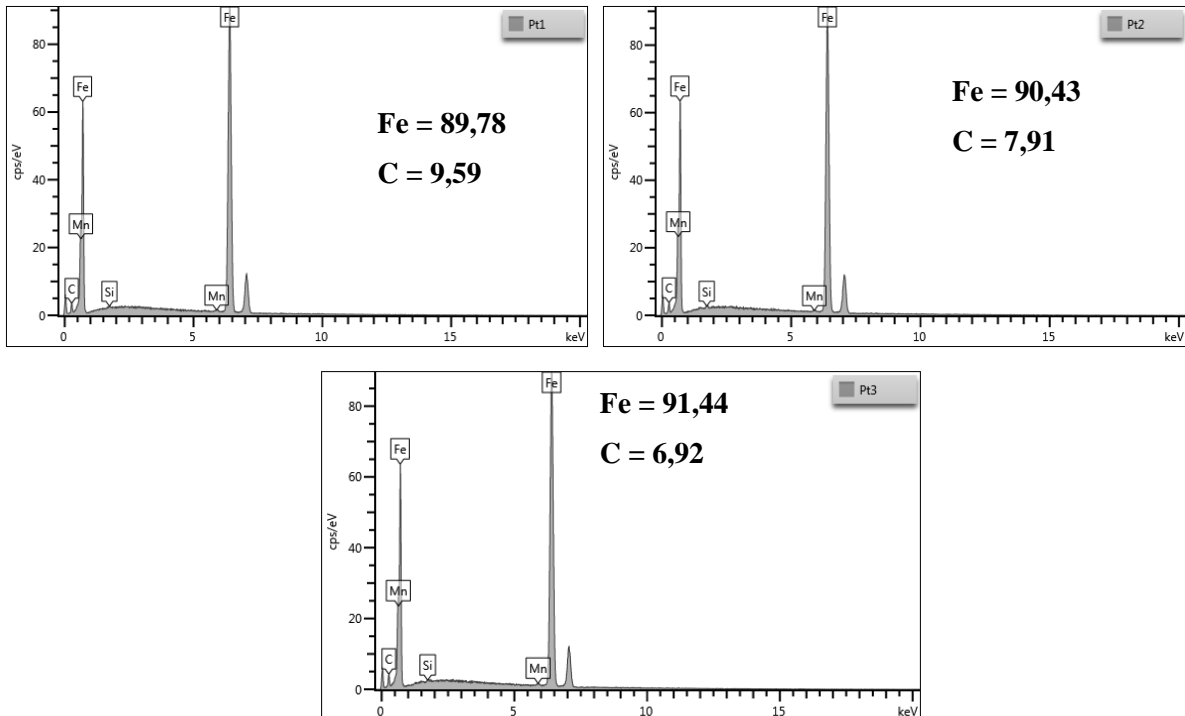 Pt1
Fe
80
Fe
60
Fe = 89,78
C = 9,59
cps/eV
40
Mn
20
C
Si
Mn
0
0 5 10 15 keV
Pt2
Fe
80
Fe
60
Fe = 90,43
C = 7,91
cps/eV
40
Mn
20
C
Si
Mn
0
0 5 10 15 keV
Pt3
Fe
80
Fe
60
Fe = 91,44
C = 6,92
cps/eV
40
Mn
20
C
Si
Mn
0
0 5 10 15 keV